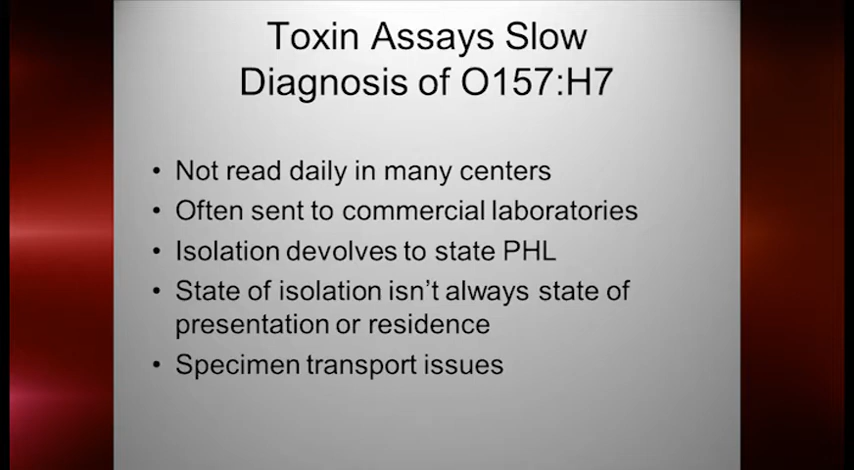 Toxin Assays Slow
Diagnosis of O157:H7
• Not read daily in many centers
• Often sent to commercial laboratories
• Isolation devolves to state PHL
• State of isolation isn't always state of
presentation or residence
• Specimen transport issues